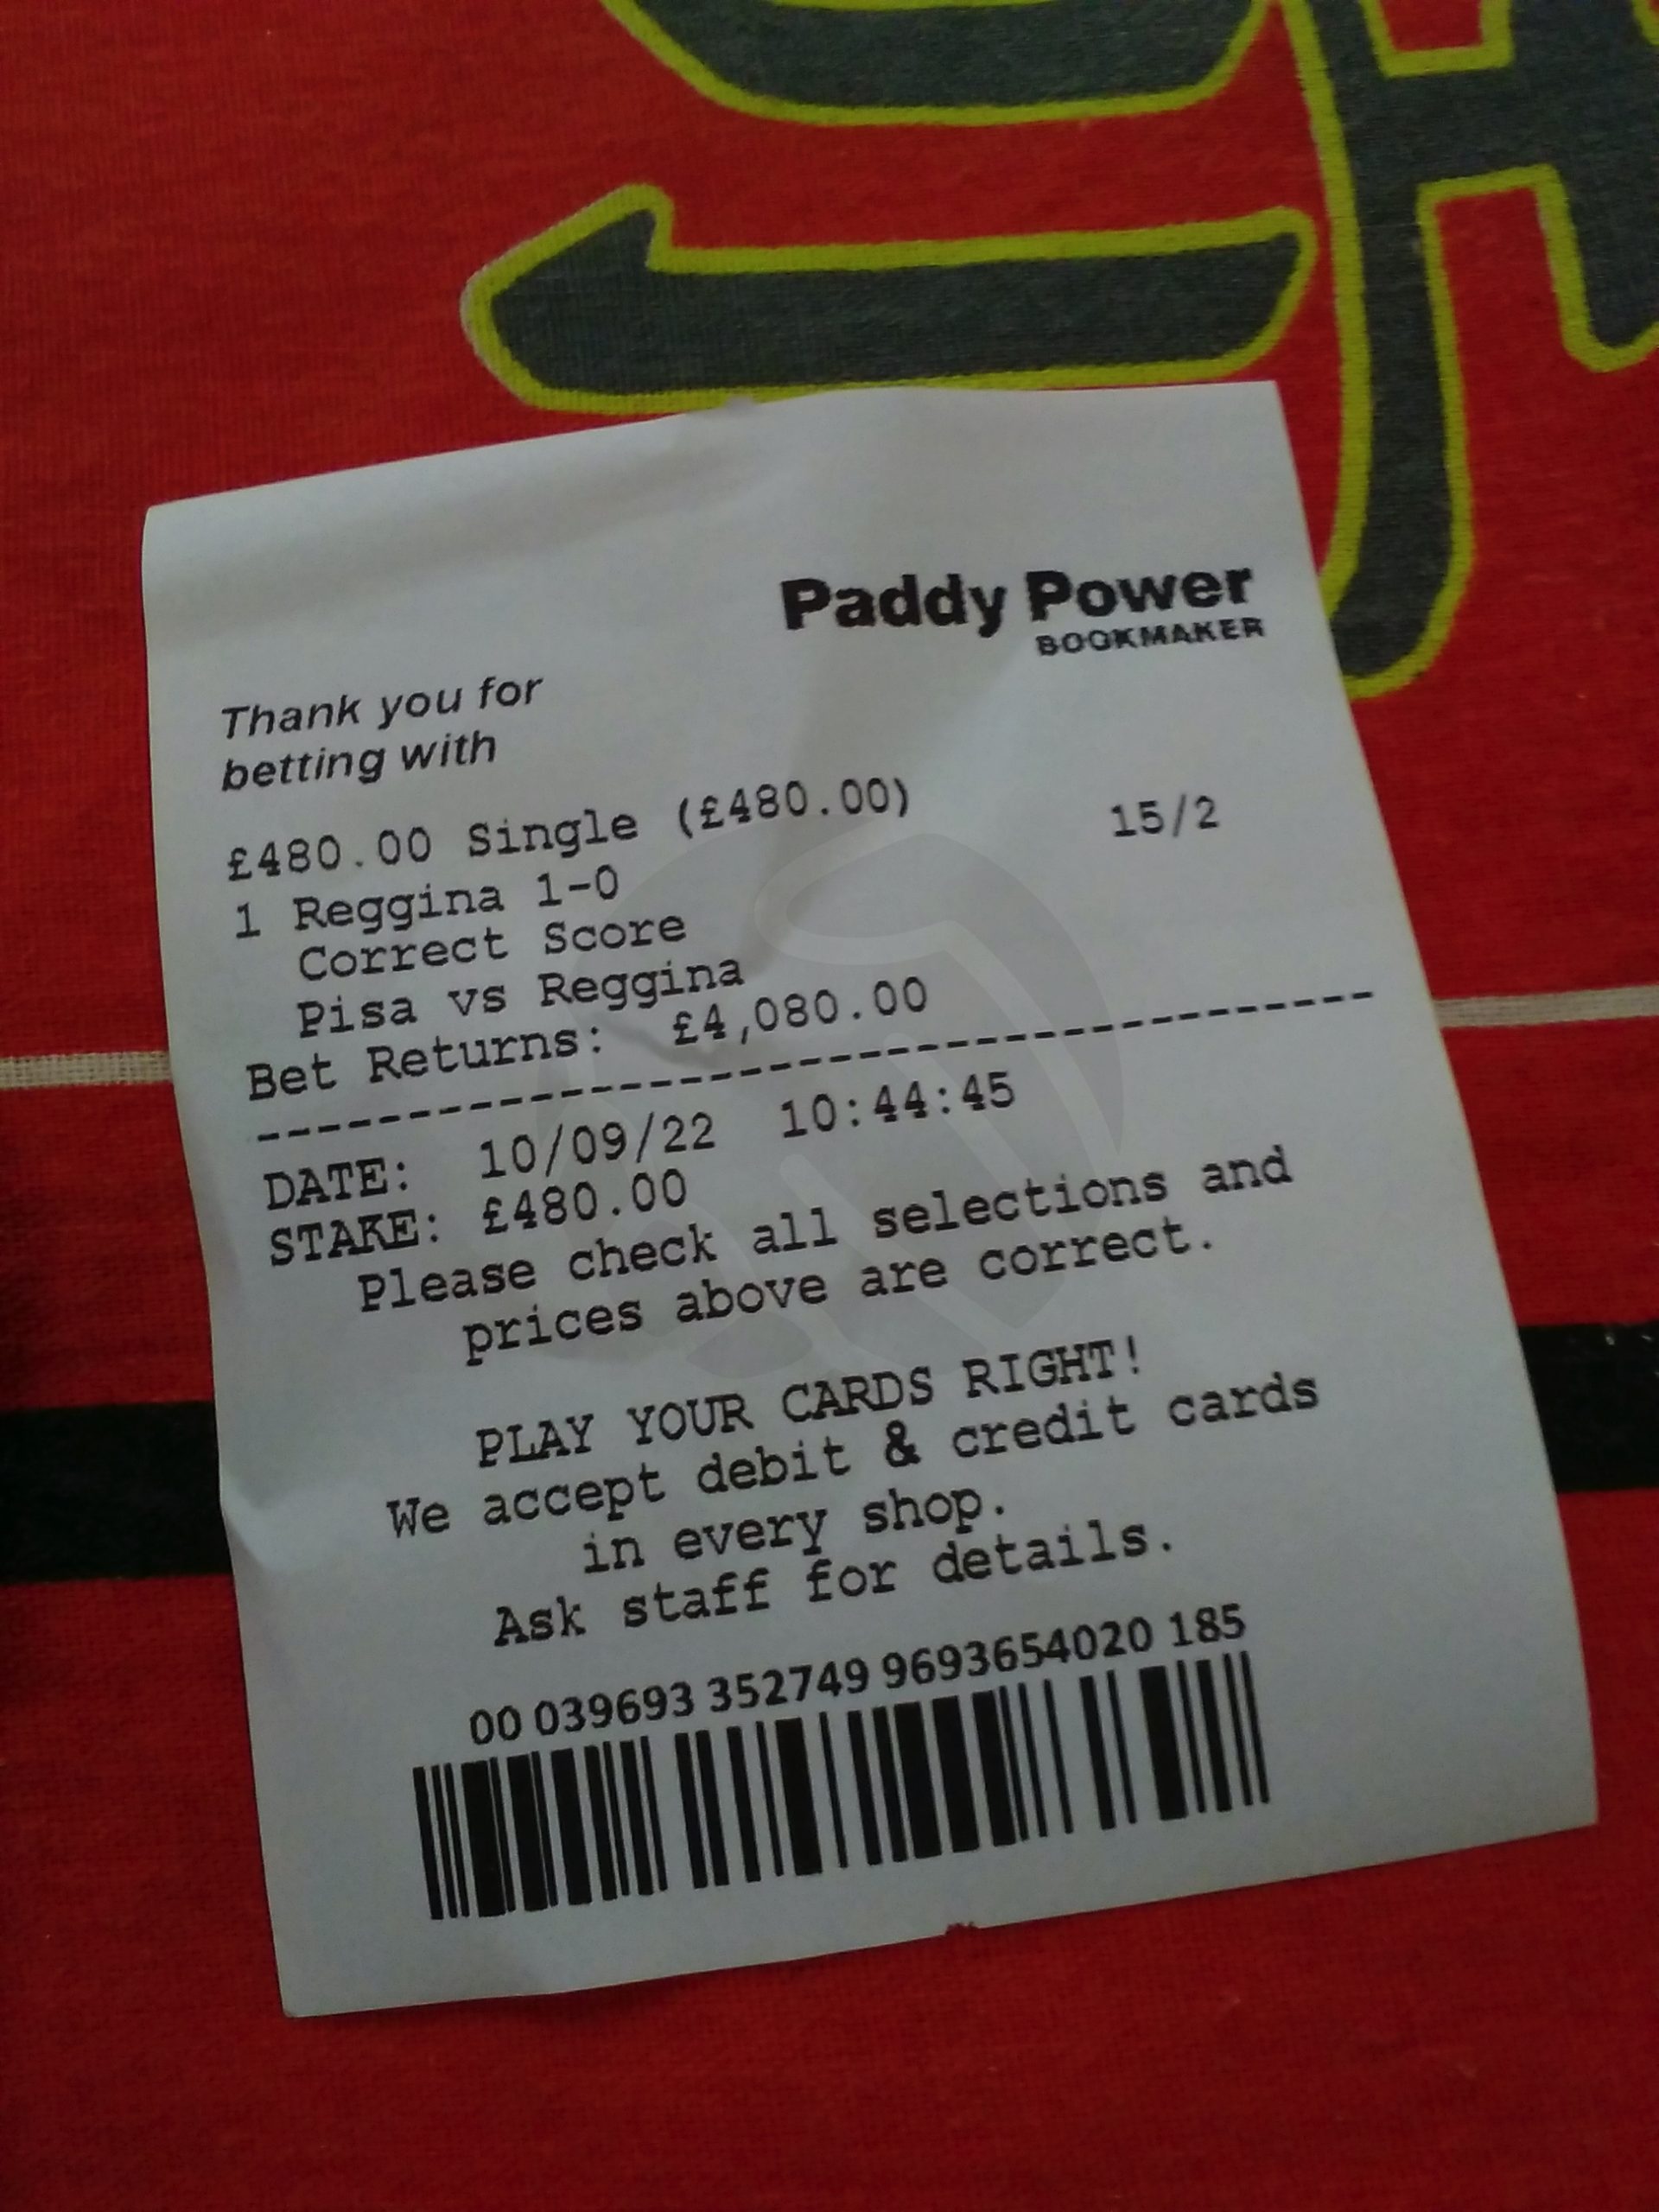 Paddy Power
BOOKMAKER
Thank you for
betting with
£480.00 Single (£480.00) 15/2
1 Reggina 1-0
Correct Score
Pisa vs Reggina
Bet Returns: £4,080.00
--------------------------------------
DATE: 10/09/22 10:44:45
STAKE: £480.00
Please check all selections and
prices above are correct.
PLAY YOUR CARDS RIGHT!
We accept debit & credit cards
in every shop.
Ask staff for details.
00 039693 352749 9693654020 185